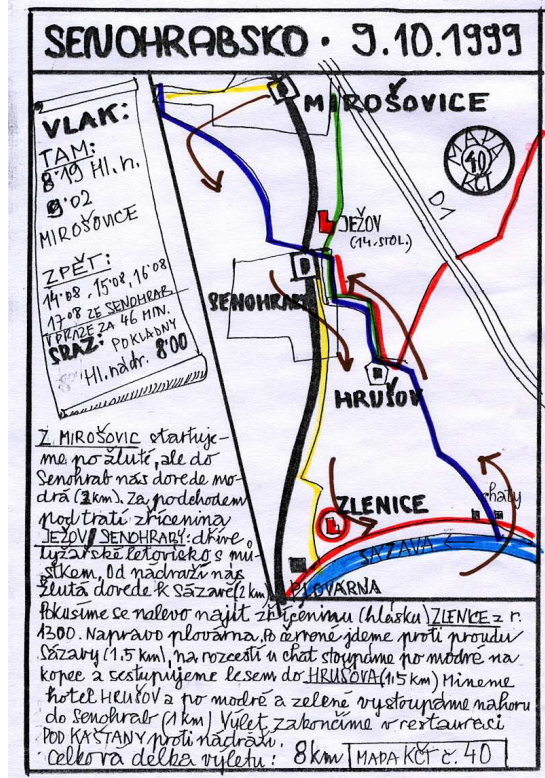 SENOHRABSKO · 9.10.1999
VLAK:
TAM:
8'19 Hl.n.
9'02
MIROŠOVICE
ZPĚT:
14'08, 15'08, 16'08
17'08 ZE SENOHRAB
V PRAZE ZA 46 MIN.
SRAZ: POKLADNY
Hl. nádr. 8'00
MIROŠOVICE
MAPA
40
KČT
D1
JEŽOV
(14. STOL.)
SENOHRABY
HRUŠOV
ZLENICE
chaty
SÁZAVA
PLOVÁRNA
Z MIROŠOVIC startuje-
me po žluté, ale do
Senohrab nás dovede mo-
drá (2km). Za podchodem
pod tratí zřícenina
JEŽOV/SENOHRABY: dříve
lyžařské letovisko s mů-
stkem. Od nádraží nás
žlutá dovede k Sázavě (2 km)
Pokusíme se nalevo najít zříceninu (hlásku) ZLENICE z r.
1300. Napravo plovárna. Po červené jdeme proti proudu
Sázavy (1,5 km), na rozcestí u chat stoupáme po modré na
kopec a sestupujeme lesem do HRUŠOVA (1,5 km) Mineme
hotel HRUŠOV a po modré a zelené vystoupáme nahoru
do Senohrab (1 km) Výlet zakončíme v restauraci
POD KAŠTANY proti nádraží.
Celková délka výletu: 8km MAPA KČT č. 40